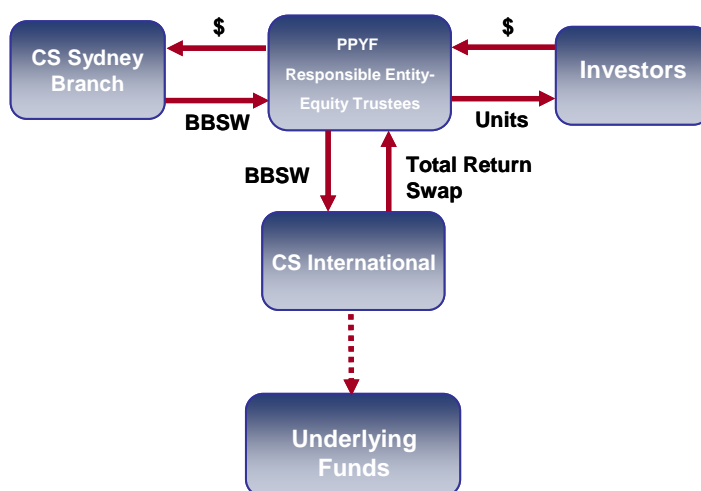 $
$
CS Sydney
Branch
PPYF
Responsible Entity-
Equity Trustees
Investors
BBSW
Units
BBSW
Total Return
Swap
CS International
Underlying
Funds